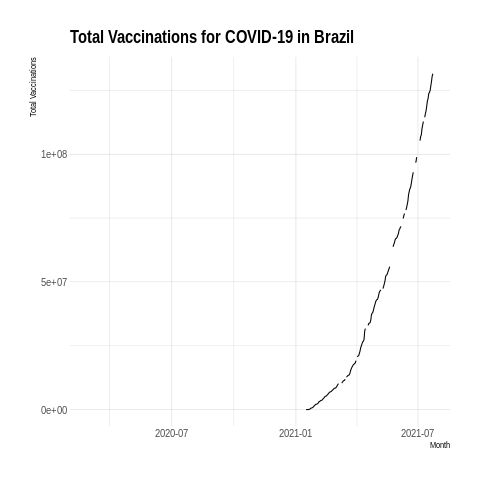 Total Vaccinations for COVID-19 in Brazil
Total Vaccinations
1e+08
5e+07
0e+00
2020-07
2021-01
2021-07
Month